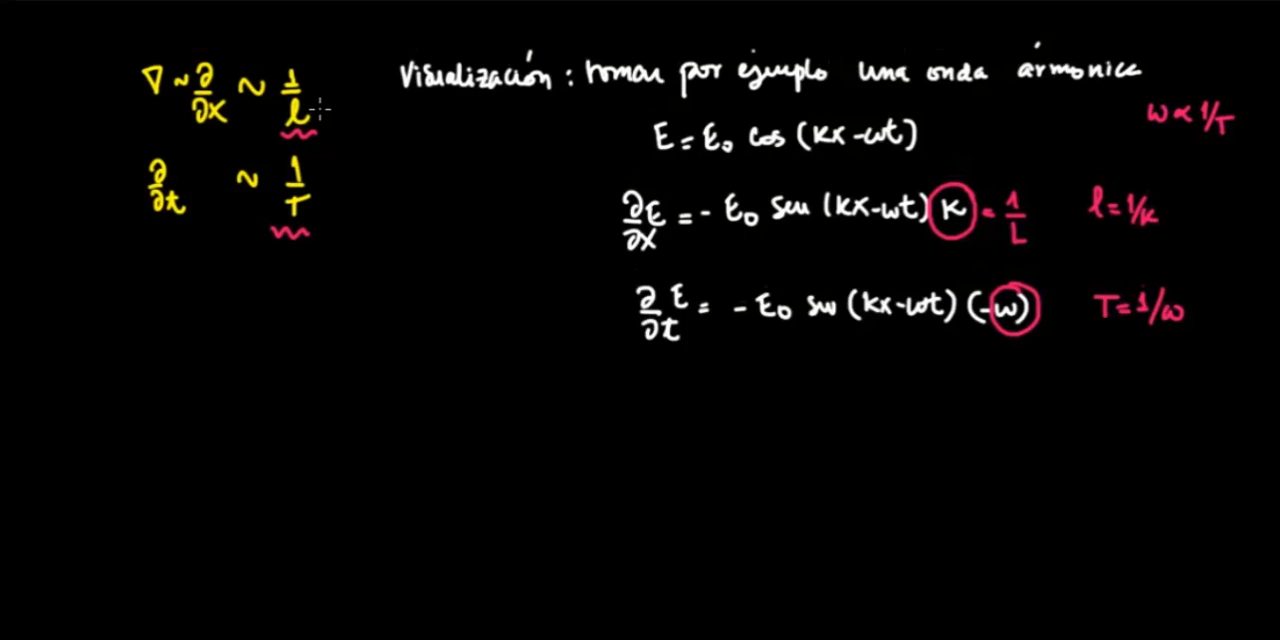 ∇ ~ ∂/∂x ~ 1/l
∂/∂t ~ 1/T
Visualización: tomar por ejemplo una onda ármonica
E = E₀ cos (kx-ωt)
ω ∝ 1/T
∂E/∂x = - E₀ sen (kx-ωt) k = 1/L
l = 1/k
∂/∂t E = - E₀ sen (kx-ωt) (-ω)
T = 1/ω